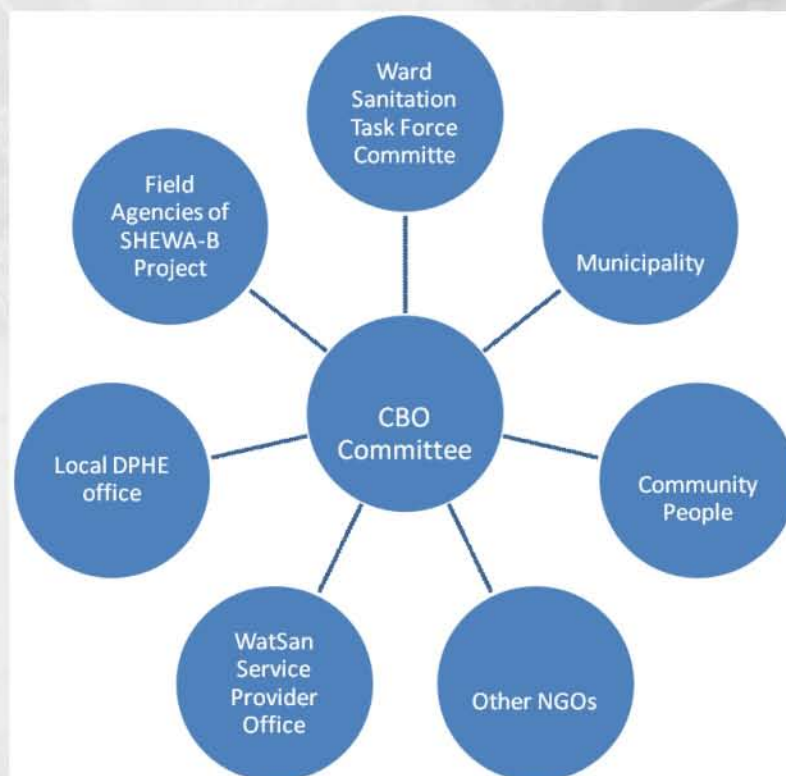 Ward
Sanitation
Task Force
Committe
Field
Agencies of
SHEWA-B
Project
Municipality
CBO
Committee
Local DPHE
office
Community
People
WatSan
Service
Provider
Office
Other NGOs